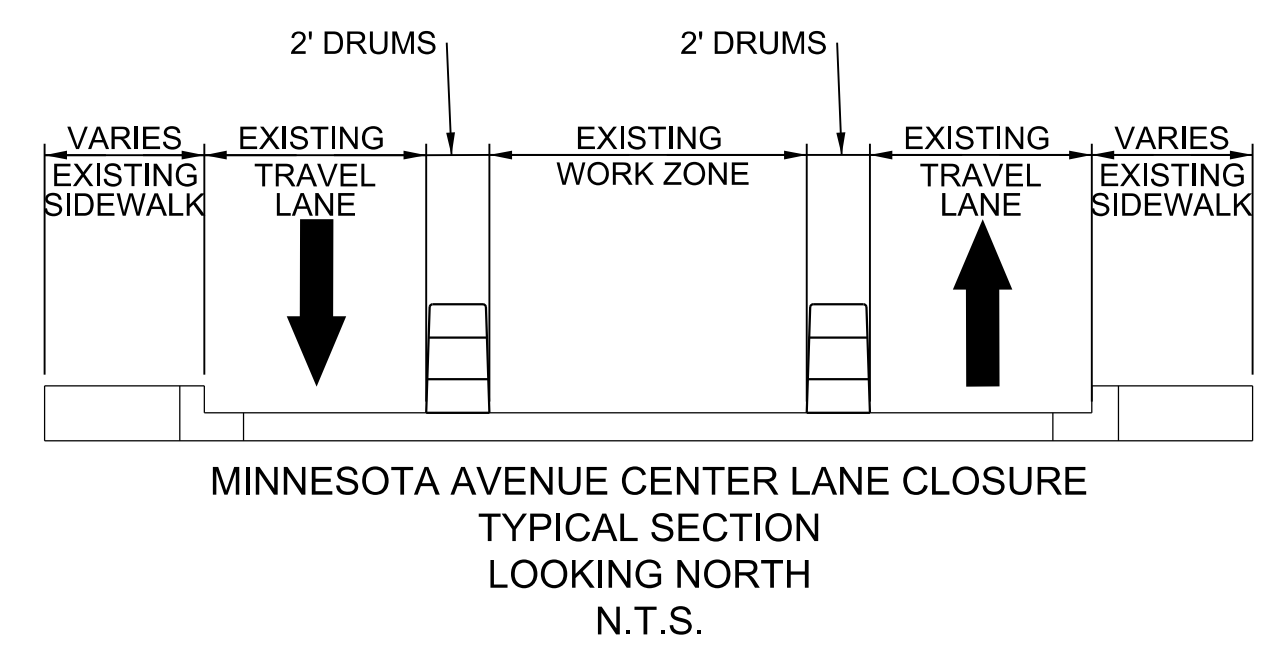 2' DRUMS 2' DRUMS
VARIES EXISTING EXISTING EXISTING VARIES
EXISTING TRAVEL WORK ZONE TRAVEL EXISTING
SIDEWALK LANE LANE SIDEWALK
MINNESOTA AVENUE CENTER LANE CLOSURE
TYPICAL SECTION
LOOKING NORTH
N.T.S.